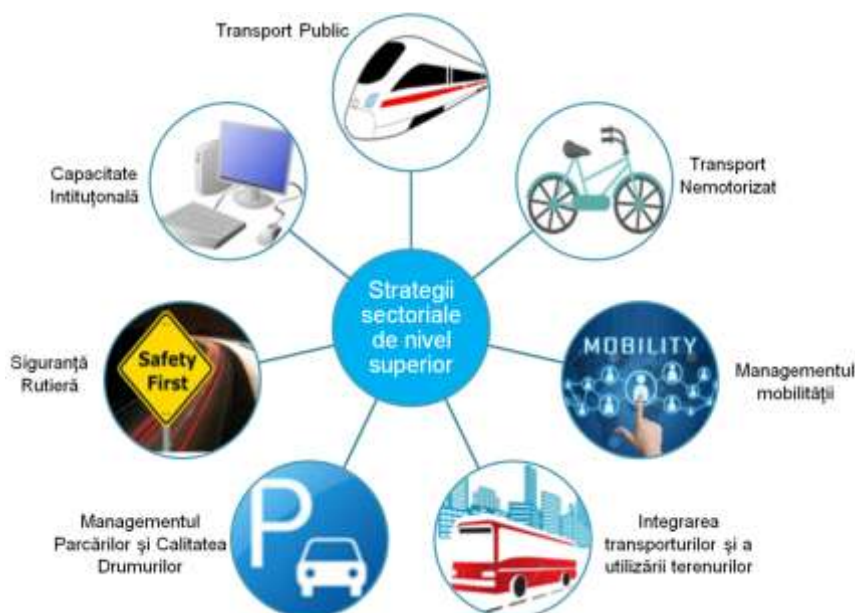 Transport Public
Capacitate
Intituțonală
Transport
Nemotorizat
Strategii
sectoriale
de nivel
superior
Siguranță
Rutieră
Safety
First
MOBILITY
Managementul
mobilității
Managementul
Parcărilor și Calitatea
Drumurilor
P
Integrarea
transporturilor și a
utilizării terenurilor